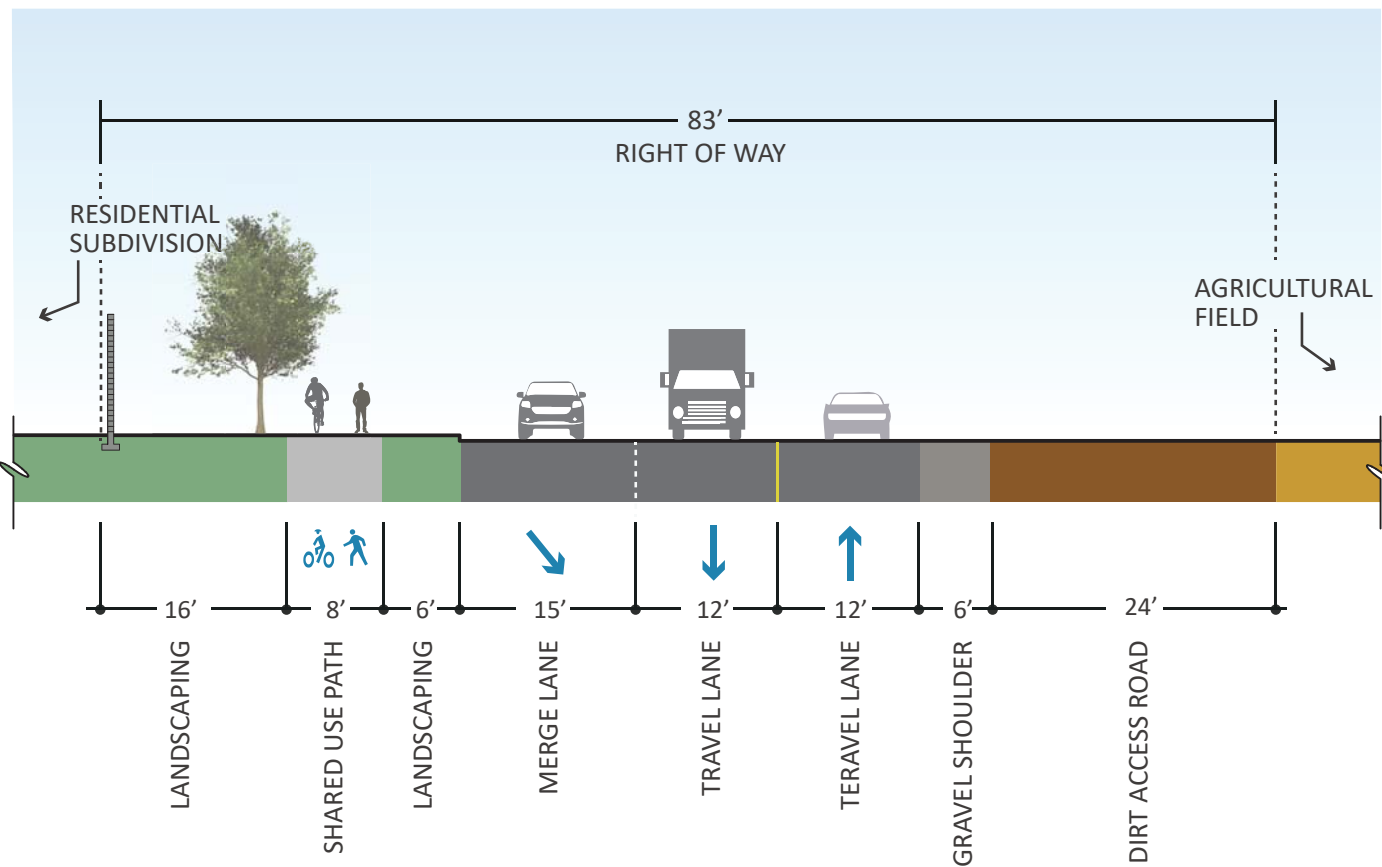 83’
RIGHT OF WAY
RESIDENTIAL
SUBDIVISION
AGRICULTURAL
FIELD
16’
8’
6’
15’
12’
12’
6’
24’
LANDSCAPING
SHARED USE PATH
LANDSCAPING
MERGE LANE
TRAVEL LANE
TERAVEL LANE
GRAVEL SHOULDER
DIRT ACCESS ROAD